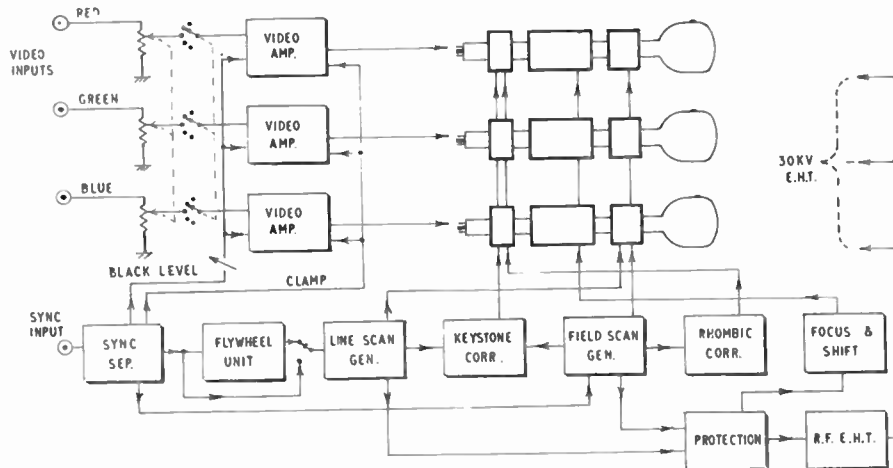 RED
VIDEO
INPUTS
VIDEO
AMP.
GREEN
VIDEO
AMP.
30KV
E.H.T.
BLUE
VIDEO
AMP.
BLACK LEVEL
CLAMP
SYNC
INPUT
SYNC
SEP.
FLYWHEEL
UNIT
LINE SCAN
GEN.
KEYSTONE
CORR.
FIELD SCAN
GEN.
RHOMBIC
CORR.
FOCUS &
SHIFT
PROTECTION
R.F. E.H.T.